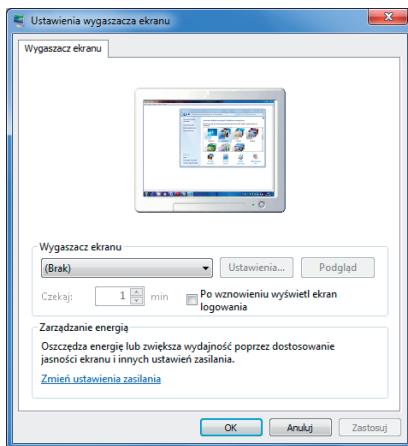 Ustawienia wygaszacza ekranu
Wygaszacz ekranu
Wygaszacz ekranu
(Brak)
Ustawienia...
Podgląd
Czekaj:
1
min
Po wznowieniu wyświetl ekran
logowania
Zarządzanie energią
Oszczędza energię lub zwiększa wydajność poprzez dostosowanie
jasności ekranu i innych ustawień zasilania.
Zmień ustawienia zasilania
OK
Anuluj
Zastosuj